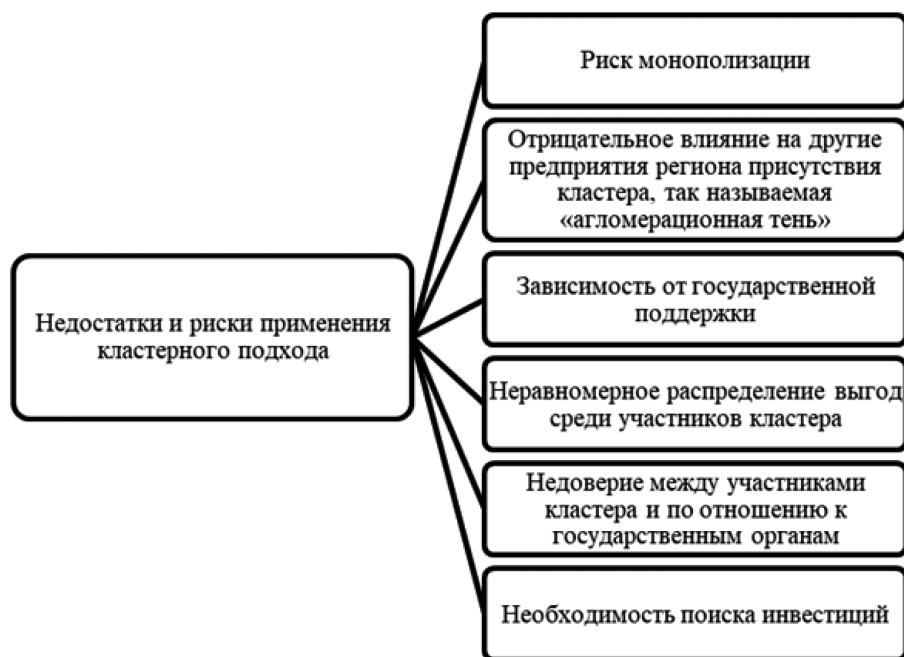 Недостатки и риски применения
кластерного подхода
Риск монополизации
Отрицательное влияние на другие
предприятия региона присутствия
кластера, так называемая
«агломерационная тень»
Зависимость от государственной
поддержки
Неравномерное распределение выгод
среди участников кластера
Недоверие между участниками
кластера и по отношению к
государственным органам
Необходимость поиска инвестиций